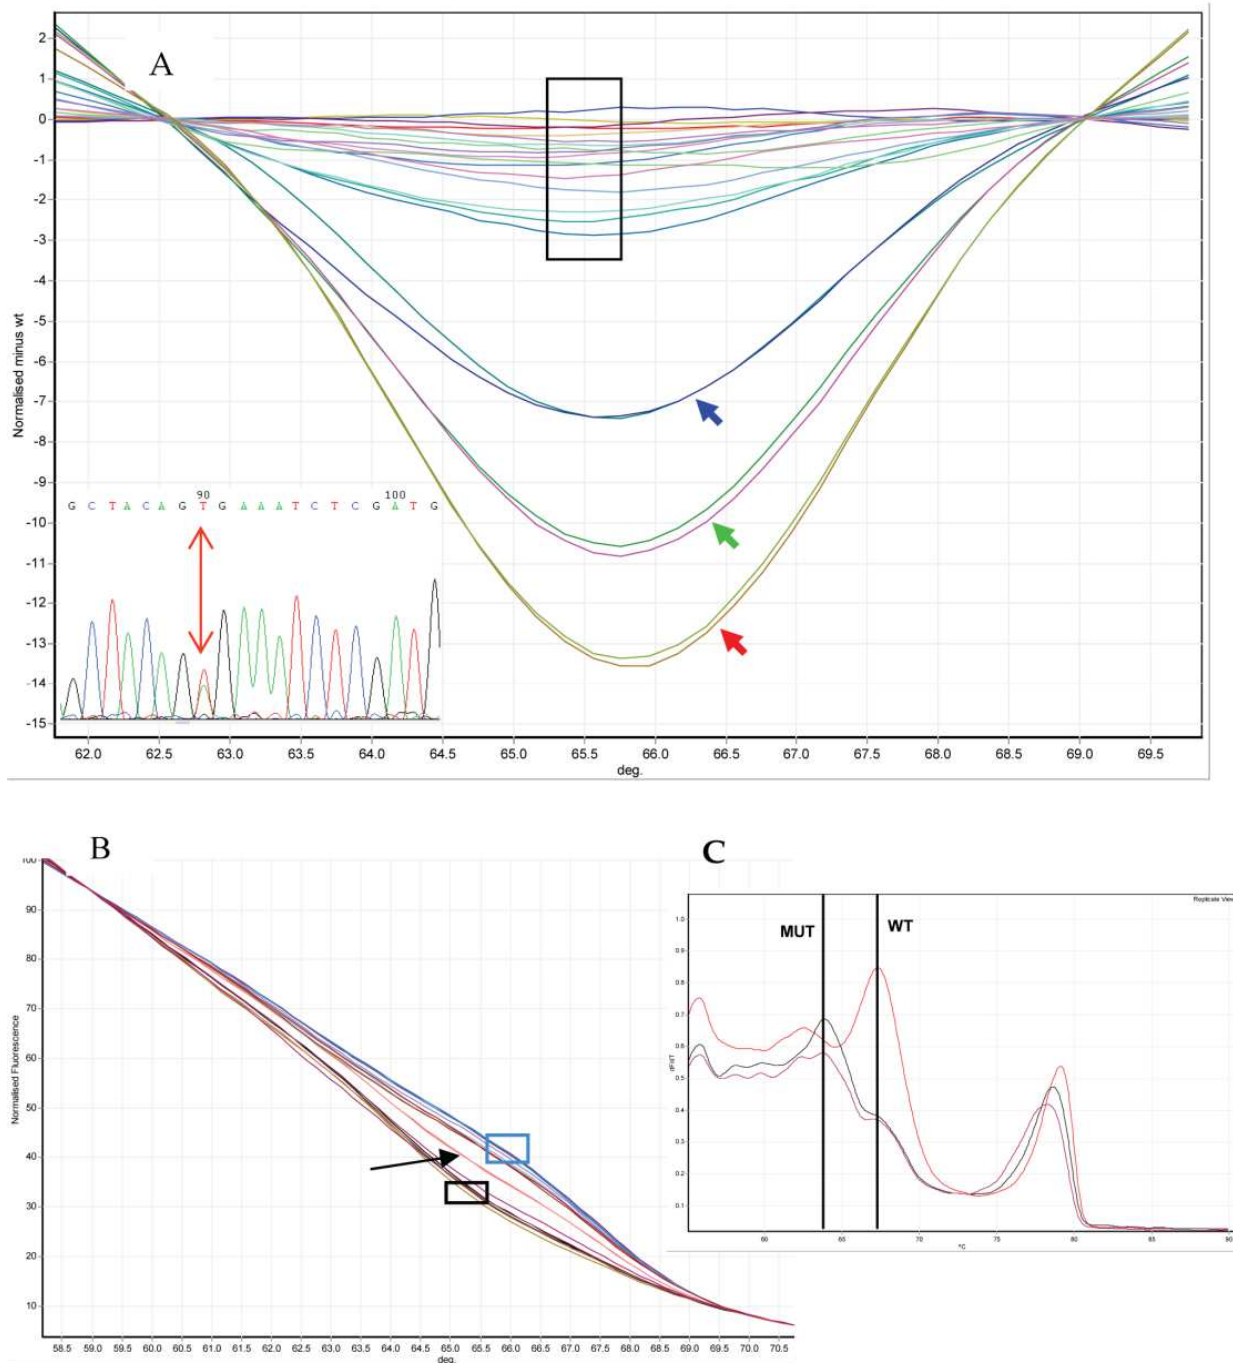 A
2
1
0
-1
-2
-3
-4
-5
-6
-7
-8
-9
-10
-11
-12
-13
-14
-15
Normalised minus wt
90 100
G C T A C A G T G A A A T C T C G A T G
62.0 62.5 63.0 63.5 64.0 64.5 65.0 65.5 66.0 66.5 67.0 67.5 68.0 68.5 69.0 69.5
deg.
B
100
90
80
70
60
50
40
30
20
10
Normalised Fluorescence
58.5 59.0 59.5 60.0 60.5 61.0 61.5 62.0 62.5 63.0 63.5 64.0 64.5 65.0 65.5 66.0 66.5 67.0 67.5 68.0 68.5 69.0 69.5 70.0 70.5
deg.
C
Replicate View
MUT WT
1.0
0.9
0.8
0.7
0.6
0.5
0.4
0.3
0.2
0.1
dF/dT
60 65 70 75 80 85 90
°C